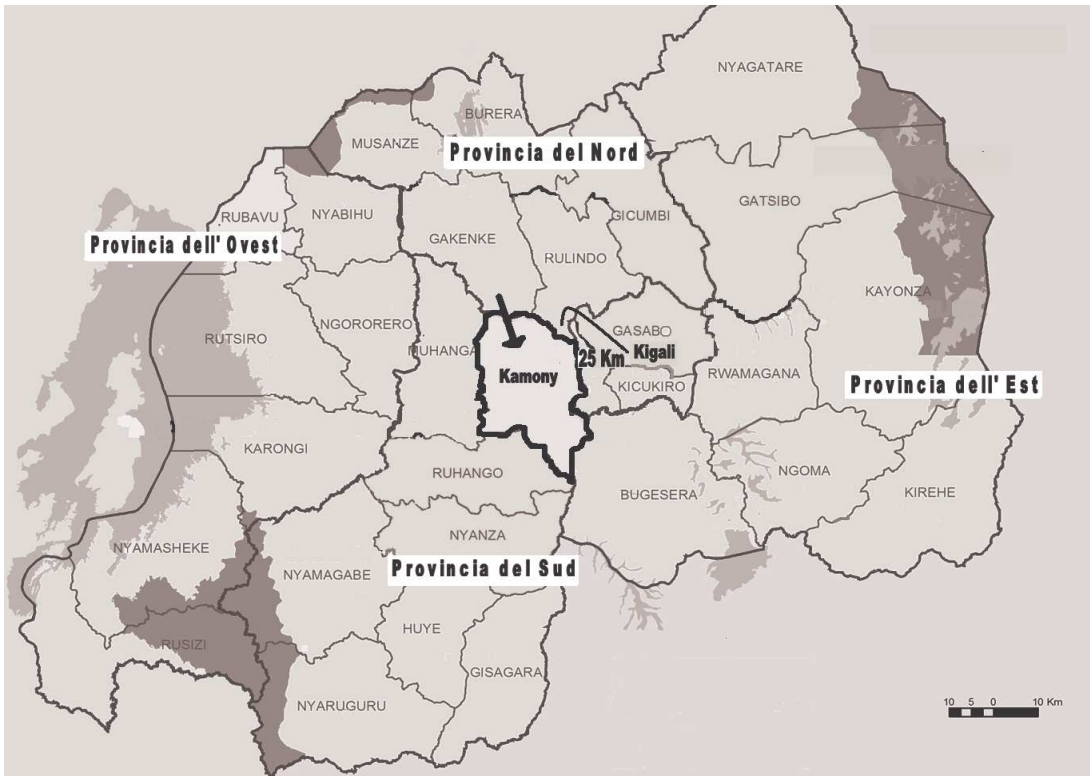 NYAGATARE
BURERA
MUSANZE
Provincia del Nord
RUBAVU
NYABIHU
GATSIBO
GICUMBI
GAKENKE
Provincia dell' Ovest
RULINDO
KAYONZA
RUTSIRO
NGORORERO
MUHANGA
GASABO
25 Km
Kigali
Kamony
KICUKIRO
RWAMAGANA
Provincia dell' Est
KARONGI
RUHANGO
NGOMA
BUGESERA
KIREHE
NYAMASHEKE
NYANZA
NYAMAGABE
Provincia del Sud
HUYE
RUSIZI
GISAGARA
NYARUGURU
10 5 0 10 Km